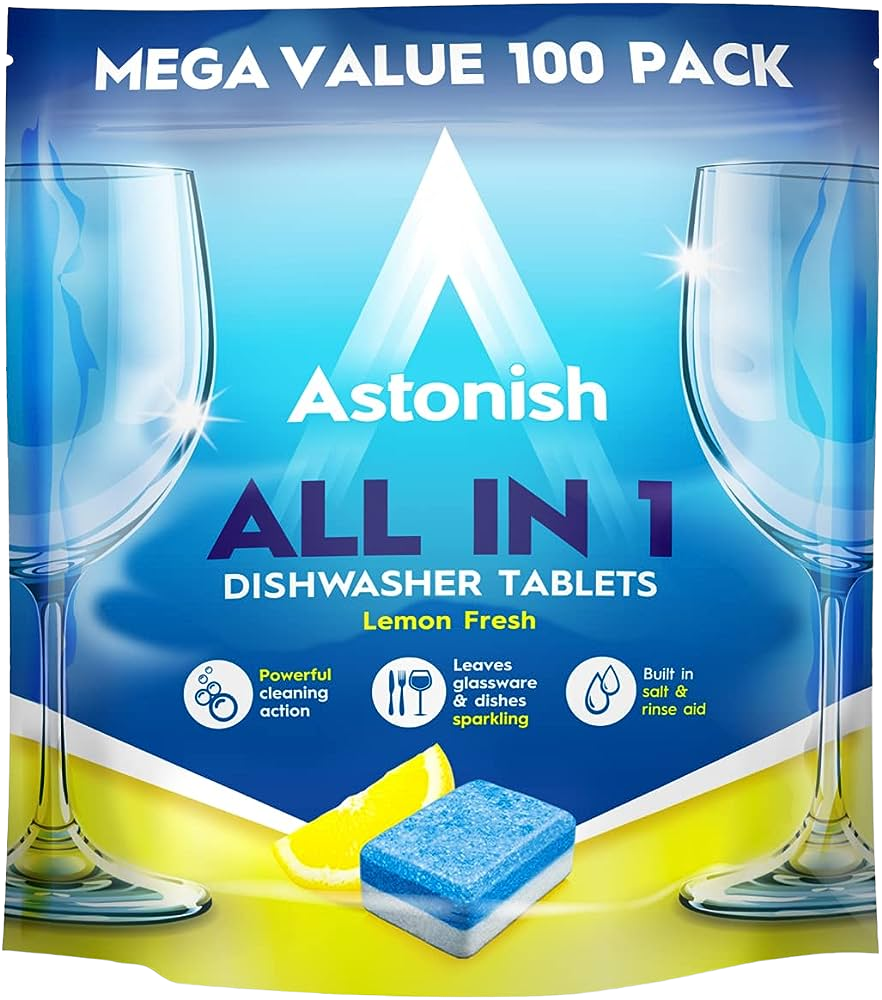 MEGA VALUE 100 PACK
Astonish
ALL IN 1
DISHWASHER TABLETS
Lemon Fresh
Powerful
cleaning
action
Leaves
glassware
& dishes
sparkling
Built in
salt &
rinse aid